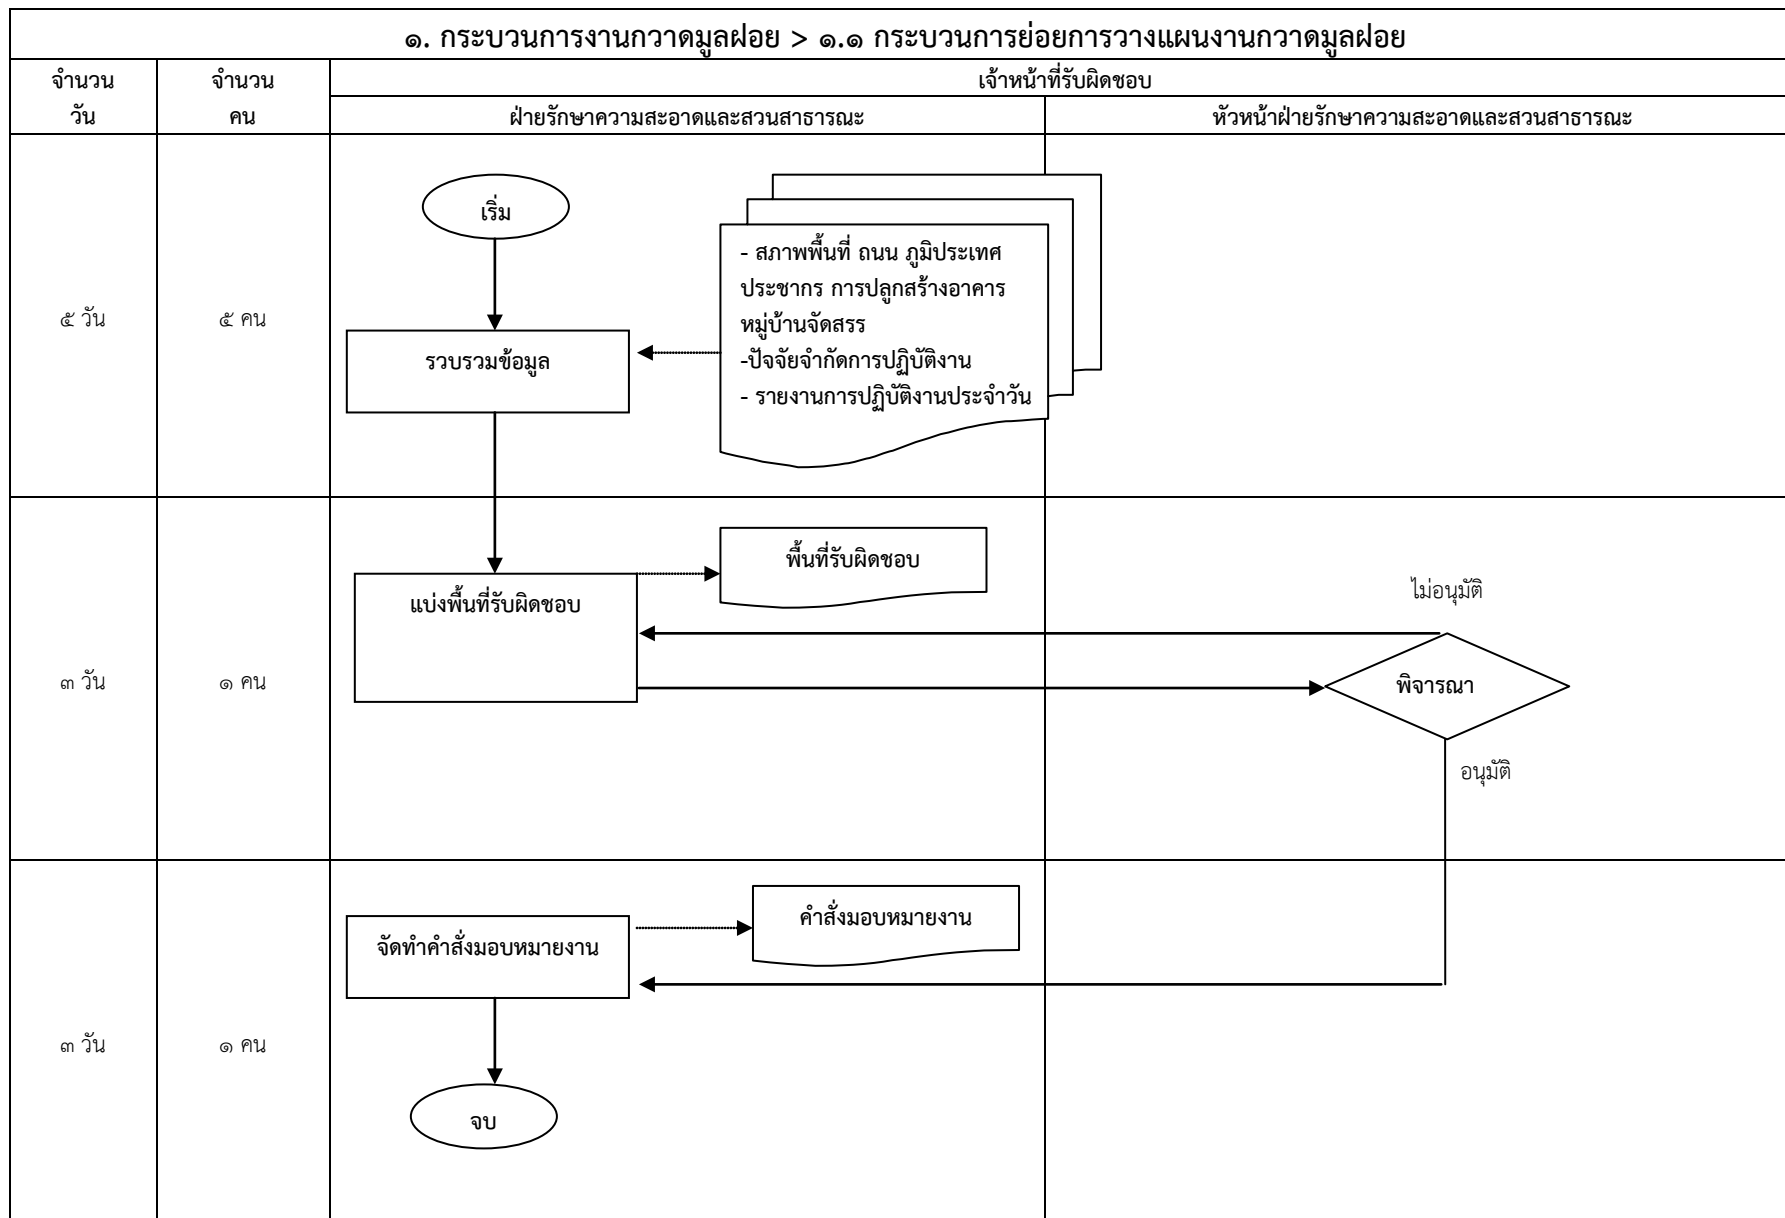 ๑. กระบวนการงานกวาดมูลฝอย > ๑.๑ กระบวนการย่อยการวางแผนงานกวาดมูลฝอย
จำนวน
วัน
จำนวน
คน
เจ้าหน้าที่รับผิดชอบ
ฝ่ายรักษาความสะอาดและสวนสาธารณะ
หัวหน้าฝ่ายรักษาความสะอาดและสวนสาธารณะ
๕ วัน
๕ คน
เริ่ม
รวบรวมข้อมูล
- สภาพพื้นที่ ถนน ภูมิประเทศ
ประชากร การปลูกสร้างอาคาร
หมู่บ้านจัดสรร
-ปัจจัยจำกัดการปฏิบัติงาน
- รายงานการปฏิบัติงานประจำวัน
๓ วัน
๑ คน
แบ่งพื้นที่รับผิดชอบ
พื้นที่รับผิดชอบ
ไม่อนุมัติ
พิจารณา
อนุมัติ
๓ วัน
๑ คน
จัดทำคำสั่งมอบหมายงาน
คำสั่งมอบหมายงาน
จบ